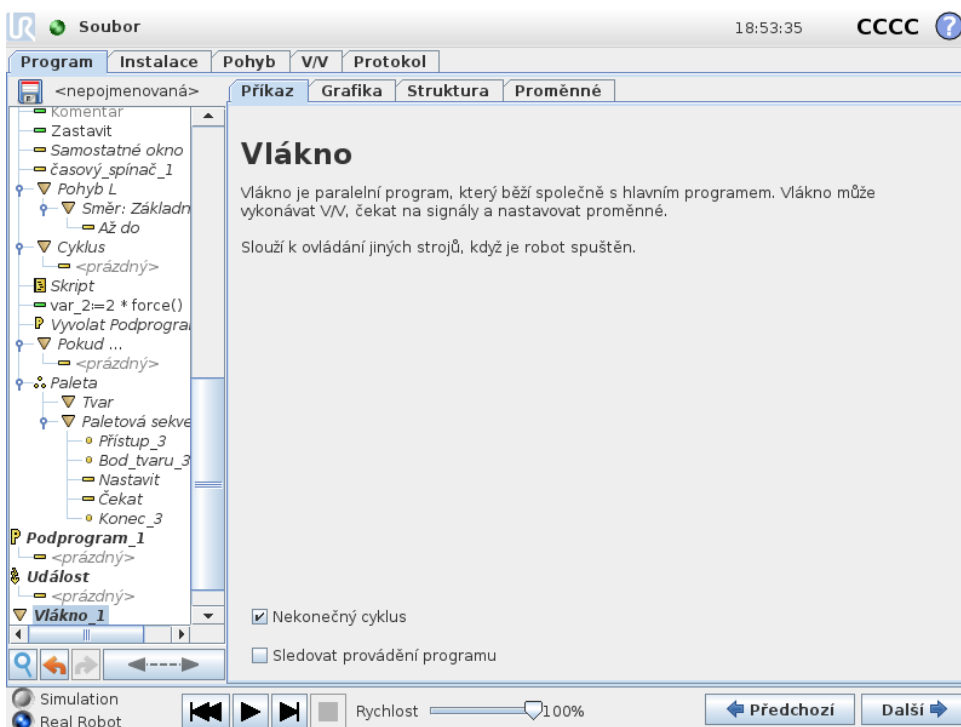 UR Soubor 18:53:35 CCCC ?
Program Instalace Pohyb V/V Protokol
<nepojmenovaná> Příkaz Grafika Struktura Proměnné
Komentář
Zastavit
Samostatné okno
časový_spínač_1
Pohyb L
Směr: Základn
Až do
Cyklus
<prázdný>
Skript
var_2:=2 * force()
Vyvolat Podprogra
Pokud ...
<prázdný>
Paleta
Tvar
Paletová sekve
Přístup_3
Bod_tvaru_3
Nastavit
Čekat
Konec_3
P Podprogram_1
<prázdný>
Událost
<prázdný>
Vlákno_1
Vlákno
Vlákno je paralelní program, který běží společně s hlavním programem. Vlákno může
vykonávat V/V, čekat na signály a nastavovat proměnné.
Slouží k ovládání jiných strojů, když je robot spuštěn.
Nekonečný cyklus
Sledovat provádění programu
Simulation
Real Robot
Rychlost 100%
Předchozí Další